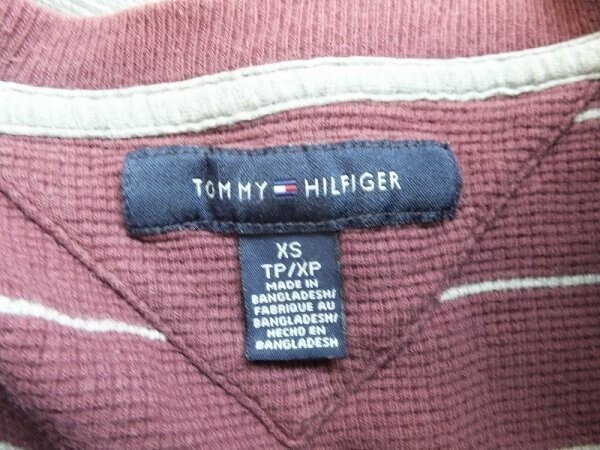 TOMMY HILFIGER
XS
TP/XP
MADE IN
BANGLADESH/
FABRIQUE AU
BANGLADESH/
HECHO EN
BANGLADESH